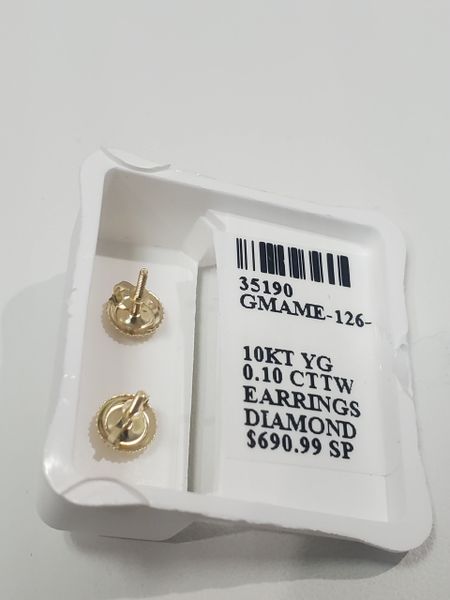 35190
GMAME-126-
10KT YG
0.10 CTTW
EARRINGS
DIAMOND
$690.99 SP